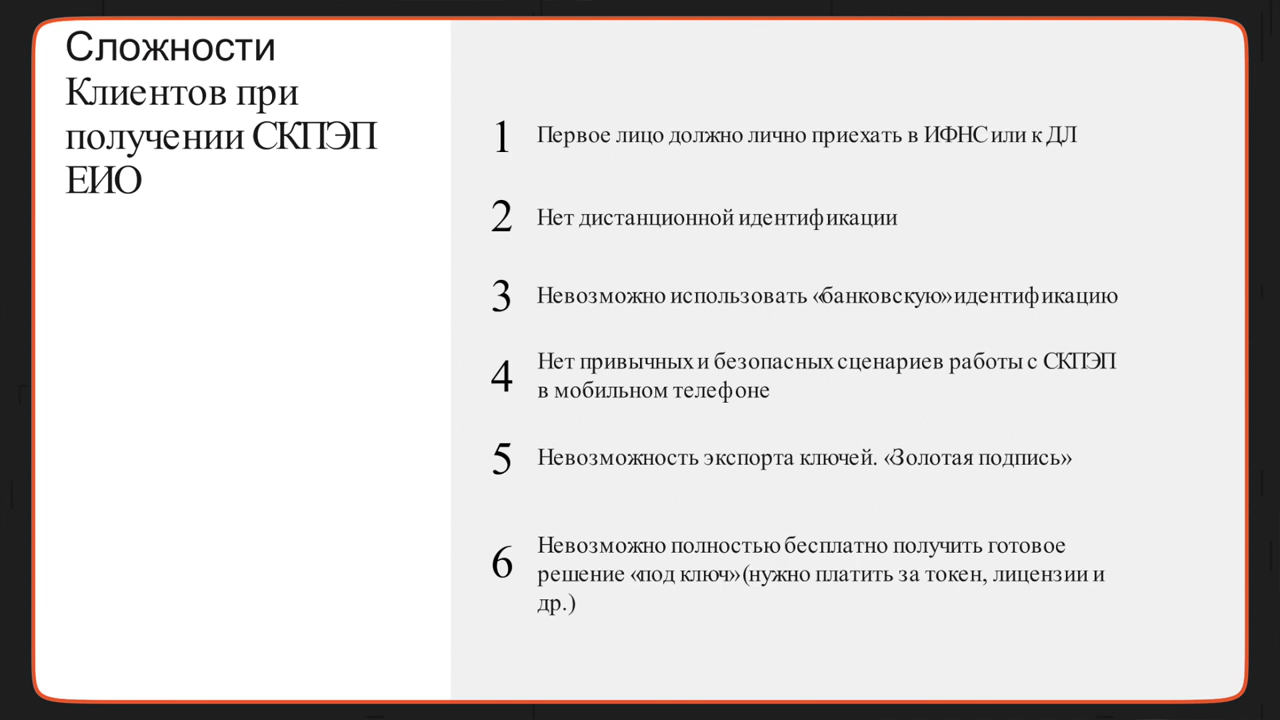 Сложности
Клиентов при
получении СКПЭП
ЕИО
1 Первое лицо должно лично приехать в ИФНС или к ДЛ
2 Нет дистанционной идентификации
3 Невозможно использовать «банковскую» идентификацию
4 Нет привычных и безопасных сценариев работы с СКПЭП
в мобильном телефоне
5 Невозможность экспорта ключей. «Золотая подпись»
6 Невозможно полностью бесплатно получить готовое
решение «под ключ» (нужно платить за токен, лицензии и
др.)